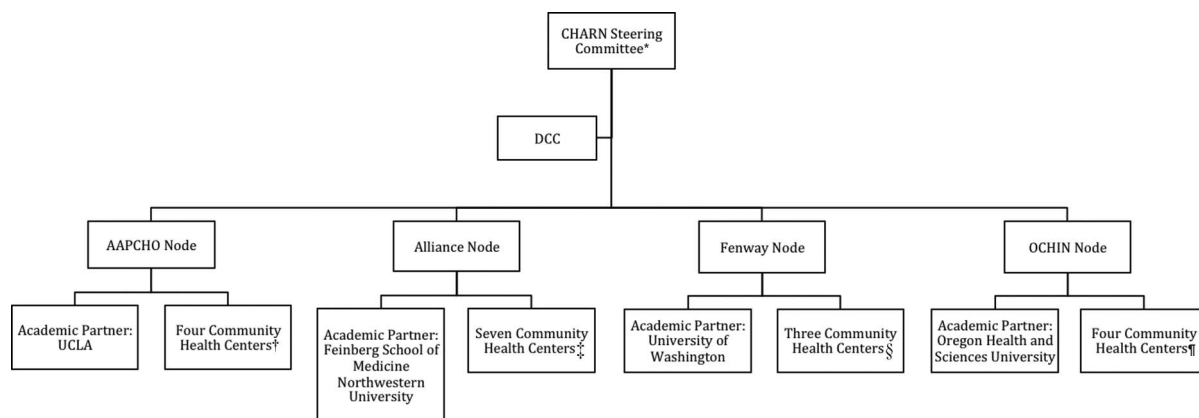 CHARN Steering
Committee*
DCC
AAPCHO Node
Alliance Node
Fenway Node
OCHIN Node
Academic Partner:
UCLA
Four Community
Health Centers†
Academic Partner:
Feinberg School of
Medicine
Northwestern
University
Seven Community
Health Centers‡
Academic Partner:
University of
Washington
Three Community
Health Centers§
Academic Partner:
Oregon Health and
Sciences University
Four Community
Health Centers¶